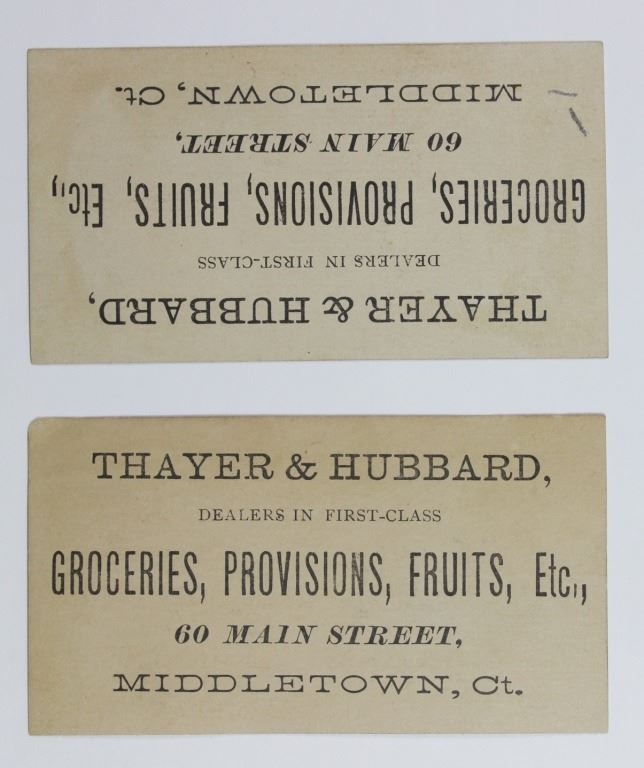 THAYER & HUBBARD,
DEALERS IN FIRST-CLASS
GROCERIES, PROVISIONS, FRUITS, Etc.,
60 MAIN STREET,
MIDDLETOWN, Ct.
THAYER & HUBBARD,
DEALERS IN FIRST-CLASS
GROCERIES, PROVISIONS, FRUITS, Etc.,
60 MAIN STREET,
MIDDLETOWN, Ct.